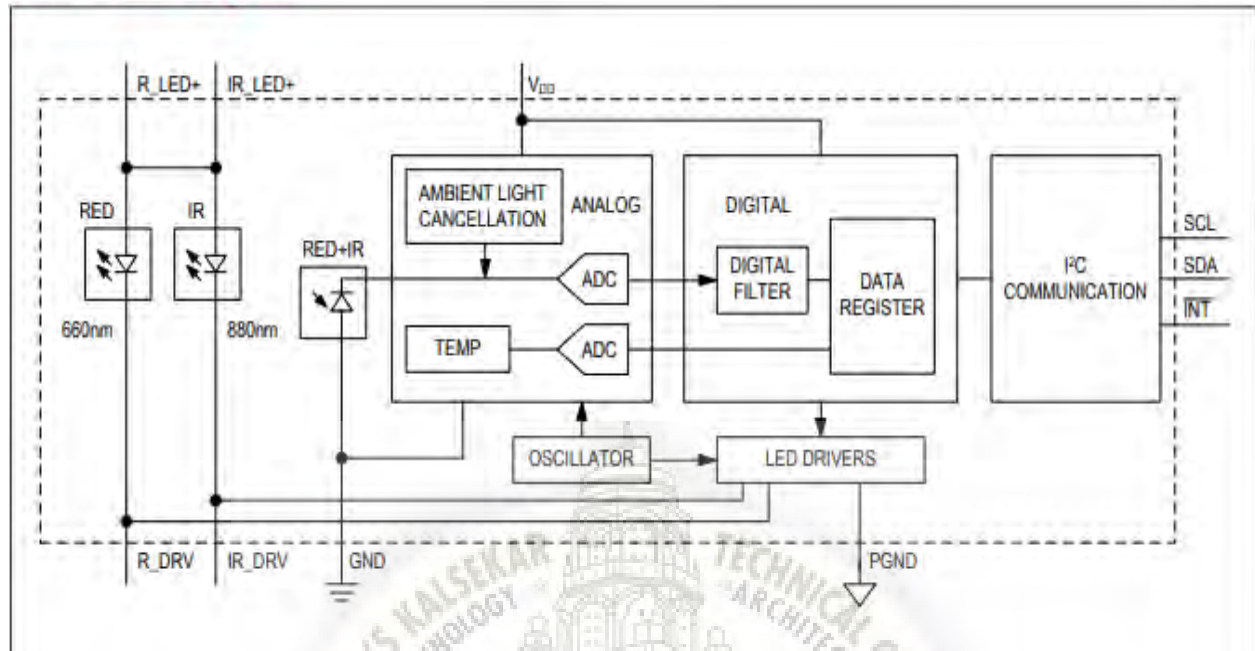 R_LED+ IR_LED+ VDD
RED IR
660nm 880nm
RED+IR
AMBIENT LIGHT
CANCELLATION
ANALOG
ADC
TEMP
ADC
DIGITAL
DIGITAL
FILTER
DATA
REGISTER
I²C
COMMUNICATION
SCL
SDA
INT
OSCILLATOR
LED DRIVERS
R_DRV IR_DRV GND PGND
KALSEKAR TECHNICAL